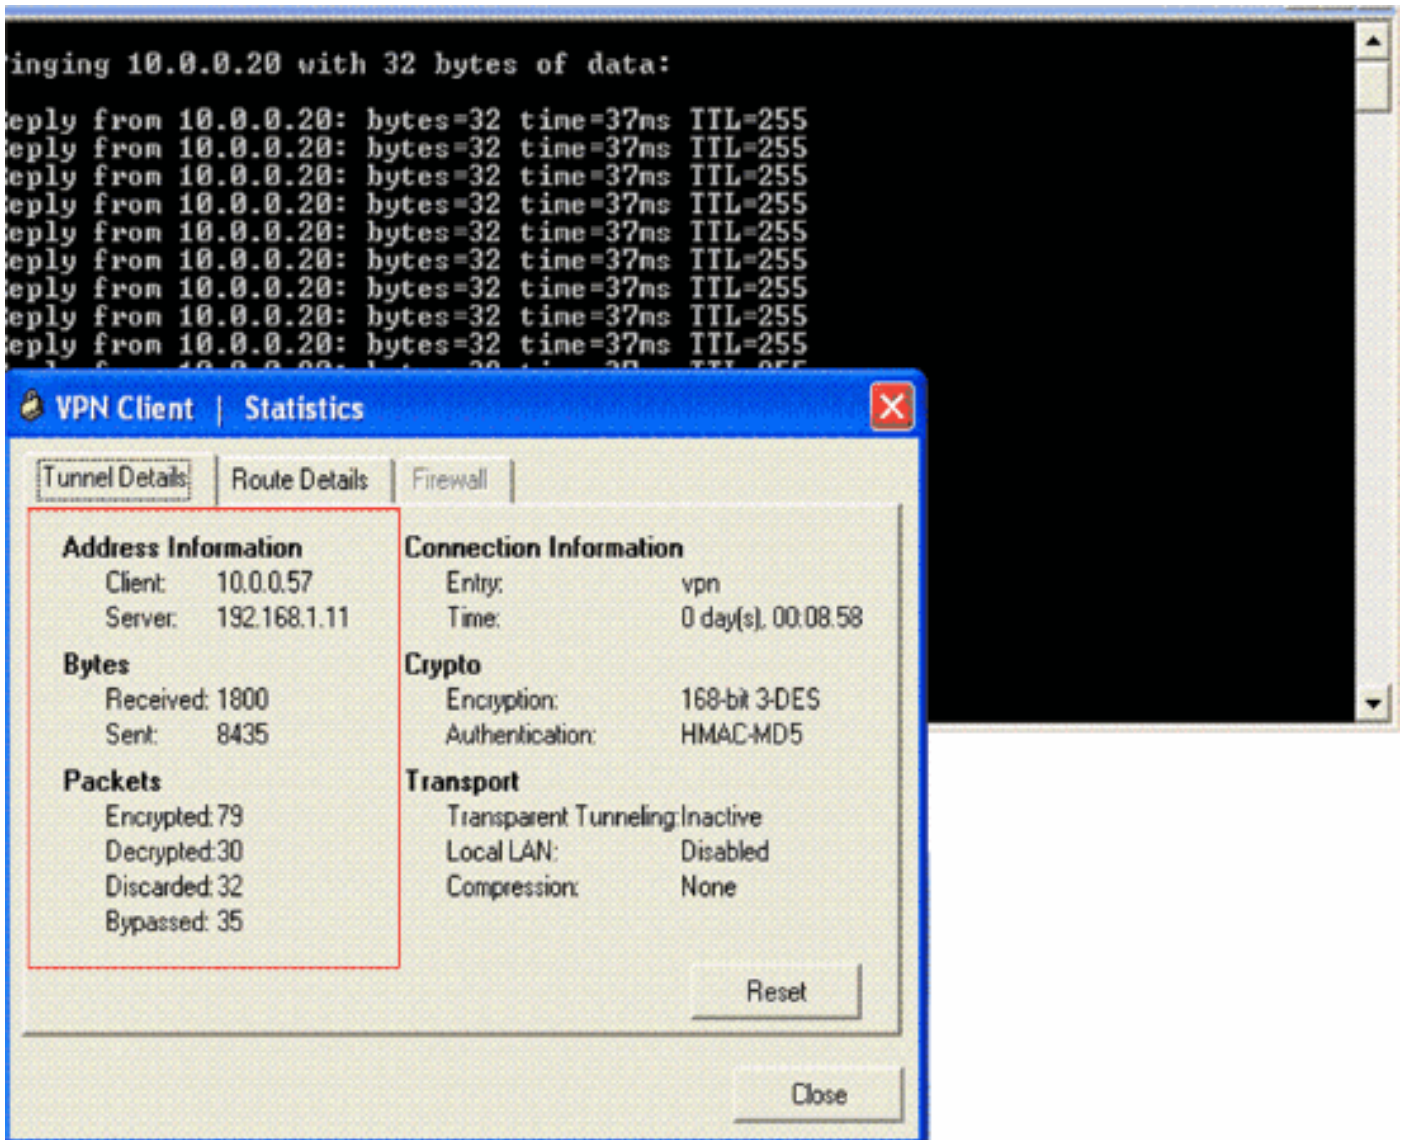 inging 10.0.0.20 with 32 bytes of data:
eply from 10.0.0.20: bytes=32 time=37ms TTL=255
eply from 10.0.0.20: bytes=32 time=37ms TTL=255
eply from 10.0.0.20: bytes=32 time=37ms TTL=255
eply from 10.0.0.20: bytes=32 time=37ms TTL=255
eply from 10.0.0.20: bytes=32 time=37ms TTL=255
eply from 10.0.0.20: bytes=32 time=37ms TTL=255
eply from 10.0.0.20: bytes=32 time=37ms TTL=255
eply from 10.0.0.20: bytes=32 time=37ms TTL=255
eply from 10.0.0.20: bytes=32 time=37ms TTL=255
VPN Client | Statistics
Tunnel Details Route Details Firewall
Address Information
Client: 10.0.0.57
Server: 192.168.1.11
Bytes
Received: 1800
Sent: 8435
Packets
Encrypted: 79
Decrypted: 30
Discarded: 32
Bypassed: 35
Connection Information
Entry: vpn
Time: 0 day(s), 00:08.58
Crypto
Encryption: 168-bit 3-DES
Authentication: HMAC-MD5
Transport
Transparent Tunneling: Inactive
Local LAN: Disabled
Compression: None
Reset
Close